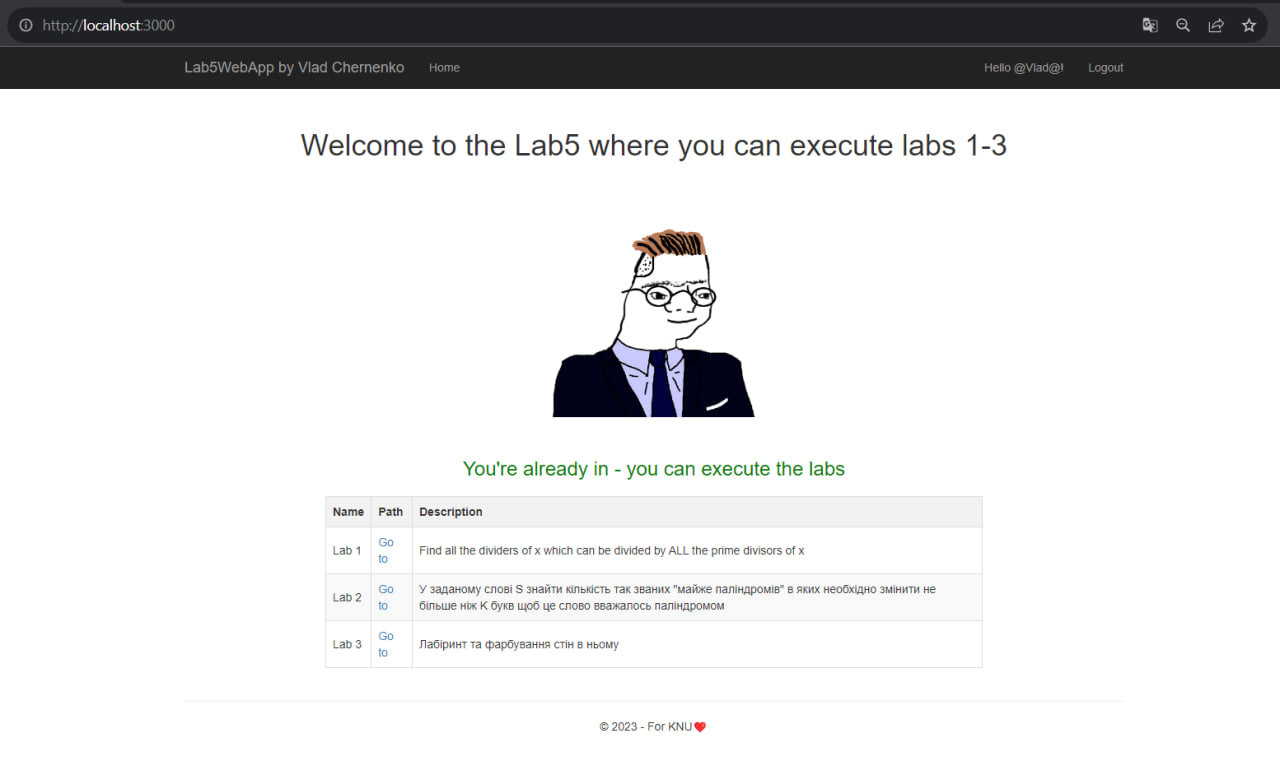 http://localhost:3000
Lab5WebApp by Vlad Chernenko Home Hello @Vlad@! Logout
Welcome to the Lab5 where you can execute labs 1-3
You're already in - you can execute the labs
Name Path Description
Lab 1 Go to Find all the dividers of x which can be divided by ALL the prime divisors of x
Lab 2 Go to У заданому слові S знайти кількість так званих "майже паліндромів" в яких необхідно змінити не
більше ніж K букв щоб це слово вважалось паліндромом
Lab 3 Go to Лабіринт та фарбування стін в ньому
© 2023 - For KNU❤️